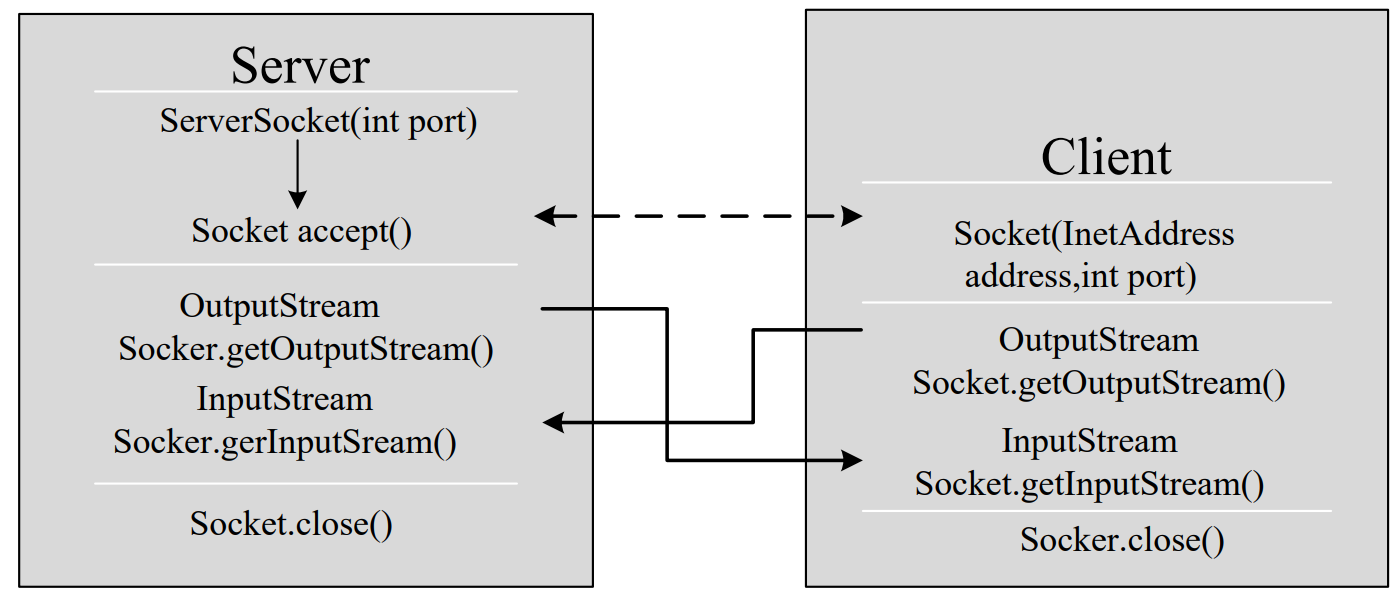 Server
ServerSocket(int port)
Socket accept()
OutputStream
Socker.getOutputStream()
InputStream
Socker.gerInputSream()
Socket.close()
Client
Socket(InetAddress
address,int port)
OutputStream
Socket.getOutputStream()
InputStream
Socket.getInputStream()
Socker.close()